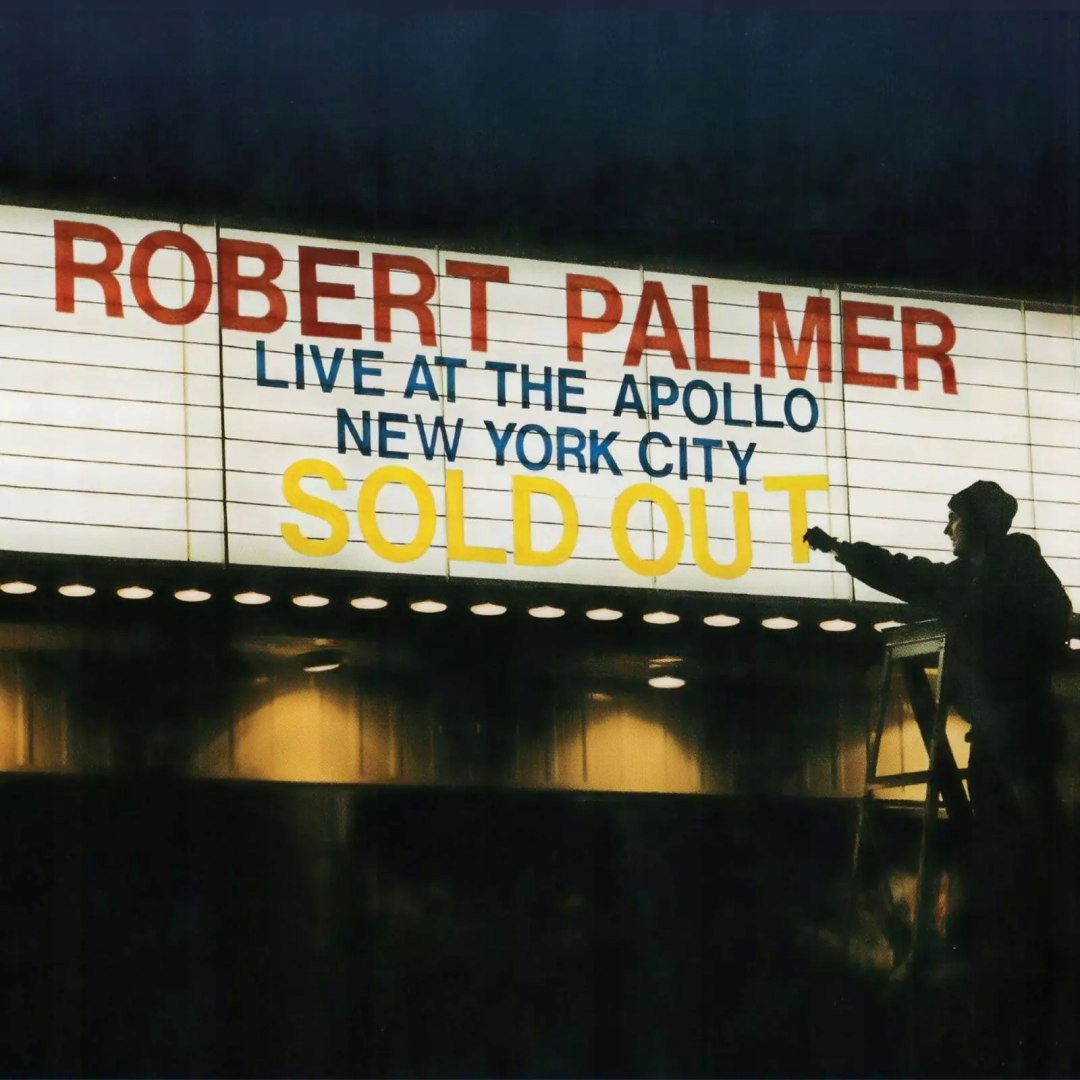 ROBERT PALMER
LIVE AT THE APOLLO
NEW YORK CITY
SOLD OUT